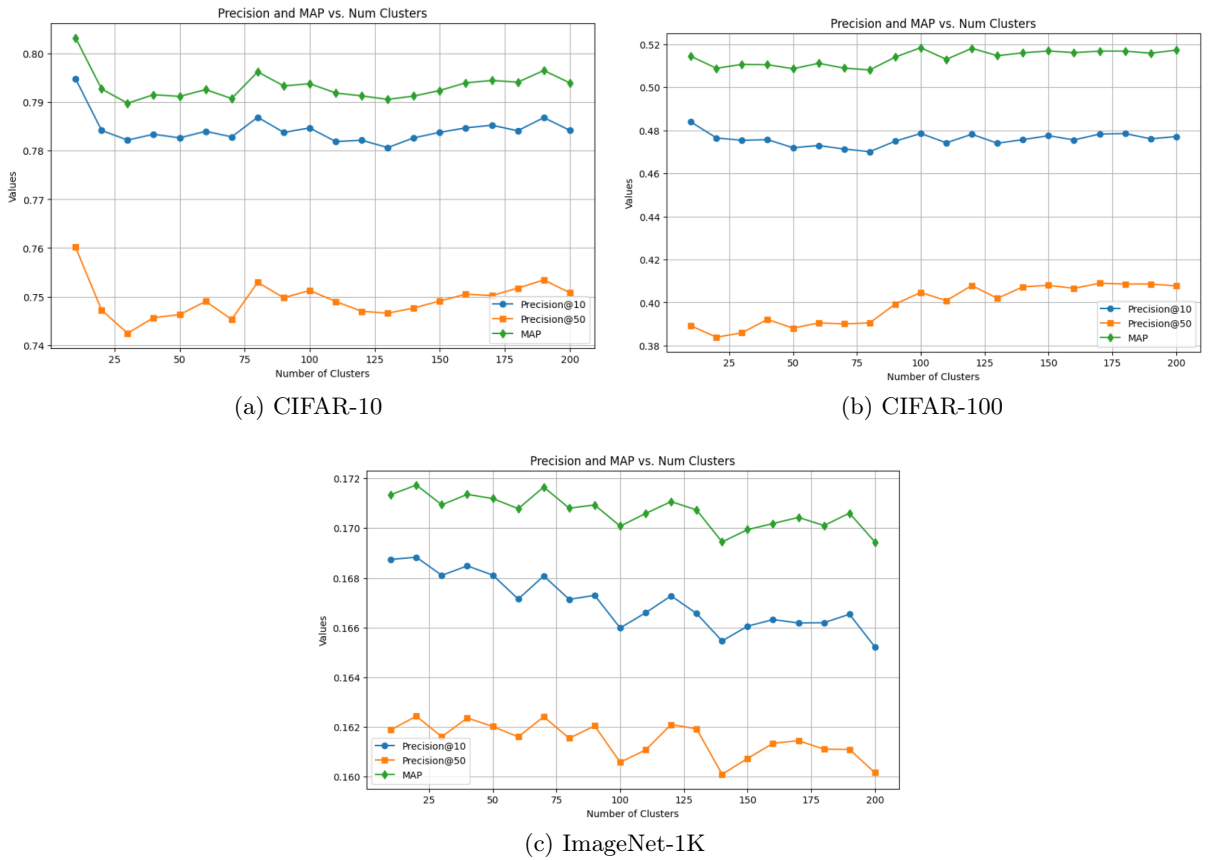 Precision and MAP vs. Num Clusters
0.80
0.79
0.78
0.77
0.76
0.75
0.74
Values
25 50 75 100 125 150 175 200
Number of Clusters
Precision@10
Precision@50
MAP
(a) CIFAR-10
Precision and MAP vs. Num Clusters
0.52
0.50
0.48
0.46
0.44
0.42
0.40
0.38
Values
25 50 75 100 125 150 175 200
Number of Clusters
Precision@10
Precision@50
MAP
(b) CIFAR-100
Precision and MAP vs. Num Clusters
0.172
0.170
0.168
0.166
0.164
0.162
0.160
Values
Precision@10
Precision@50
MAP
25 50 75 100 125 150 175 200
Number of Clusters
(c) ImageNet-1K